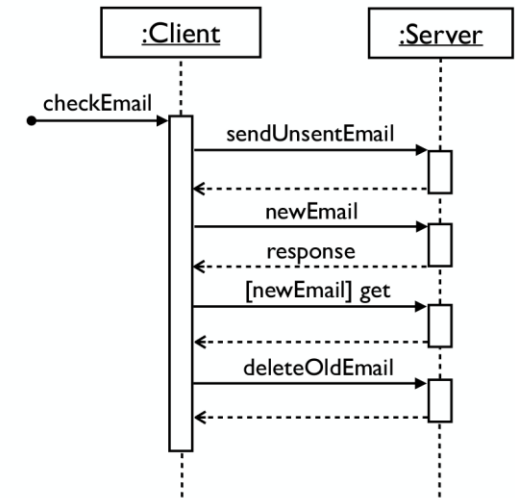 :Client
:Server
checkEmail
sendUnsentEmail
newEmail
response
[newEmail] get
deleteOldEmail